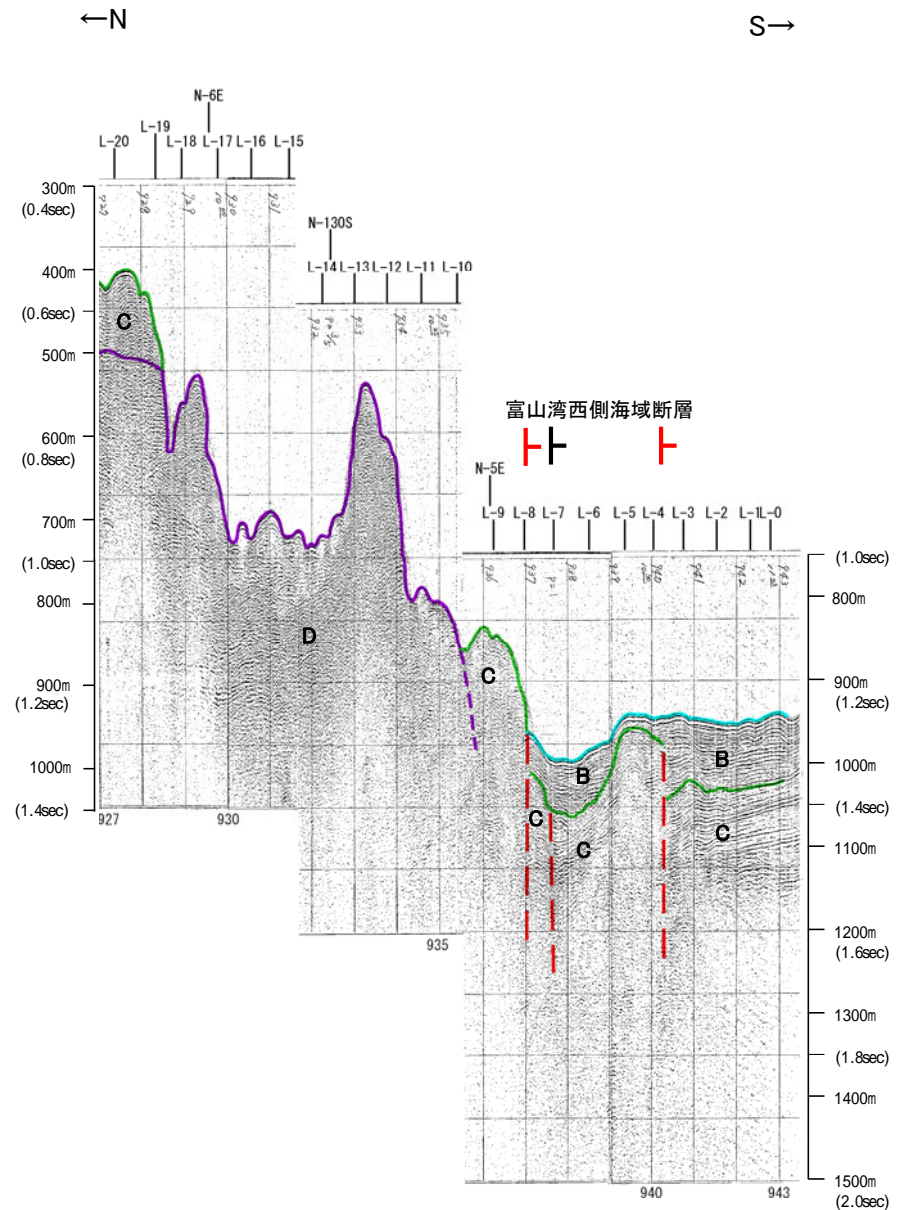 ←N
S→
N-6E
L-19
L-20 L-18 L-17 L-16 L-15
300m
(0.4sec)
400m
(0.6sec)
500m
600m
(0.8sec)
700m
(1.0sec)
800m
900m
(1.2sec)
1000m
(1.4sec)
C
927 930
N-130S
L-14 L-13 L-12 L-11 L-10
D
935
富山湾西側海域断層
N-5E
L-9 L-8 L-7 L-6 L-5 L-4 L-3 L-2 L-1 L-0
C
B B
C C C
(1.0sec)
800m
900m
(1.2sec)
1000m
(1.4sec)
1100m
1200m
(1.6sec)
1300m
(1.8sec)
1400m
1500m
(2.0sec)
940 943